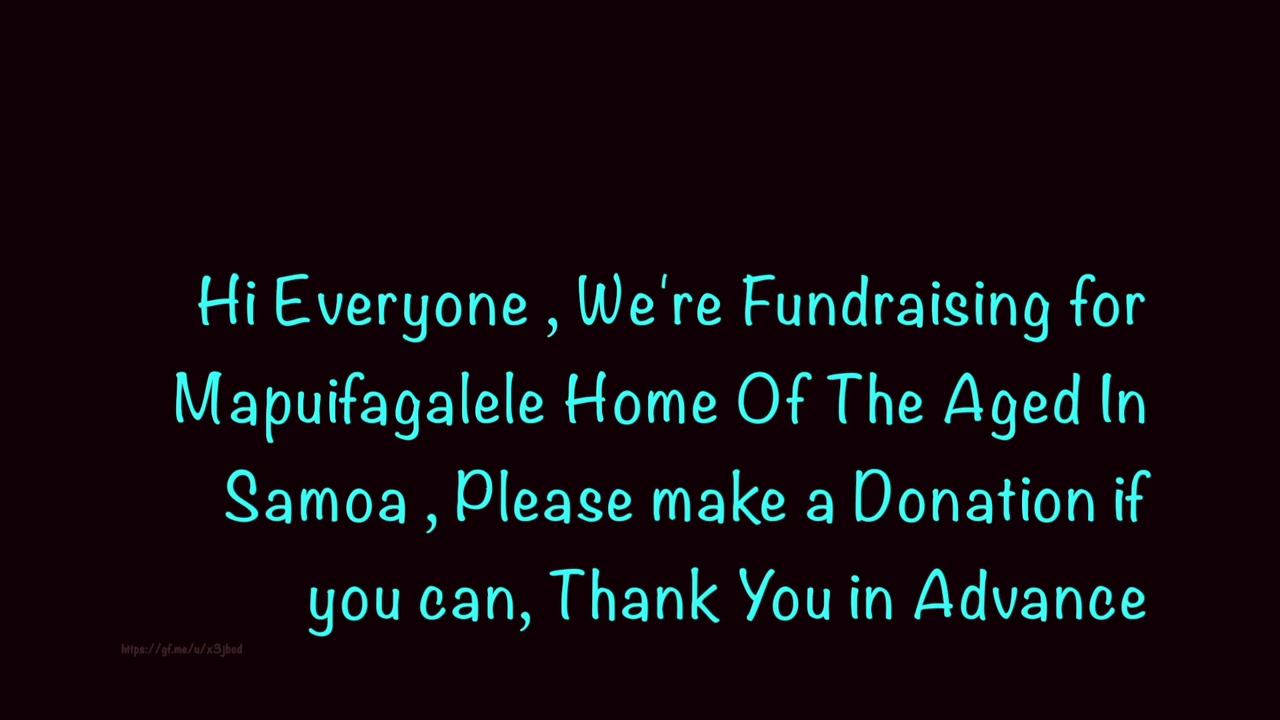 Hi Everyone , We're Fundraising for
Mapuifagalele Home Of The Aged In
Samoa , Please make a Donation if
you can, Thank You in Advance
https://gf.me/u/x3jbcd